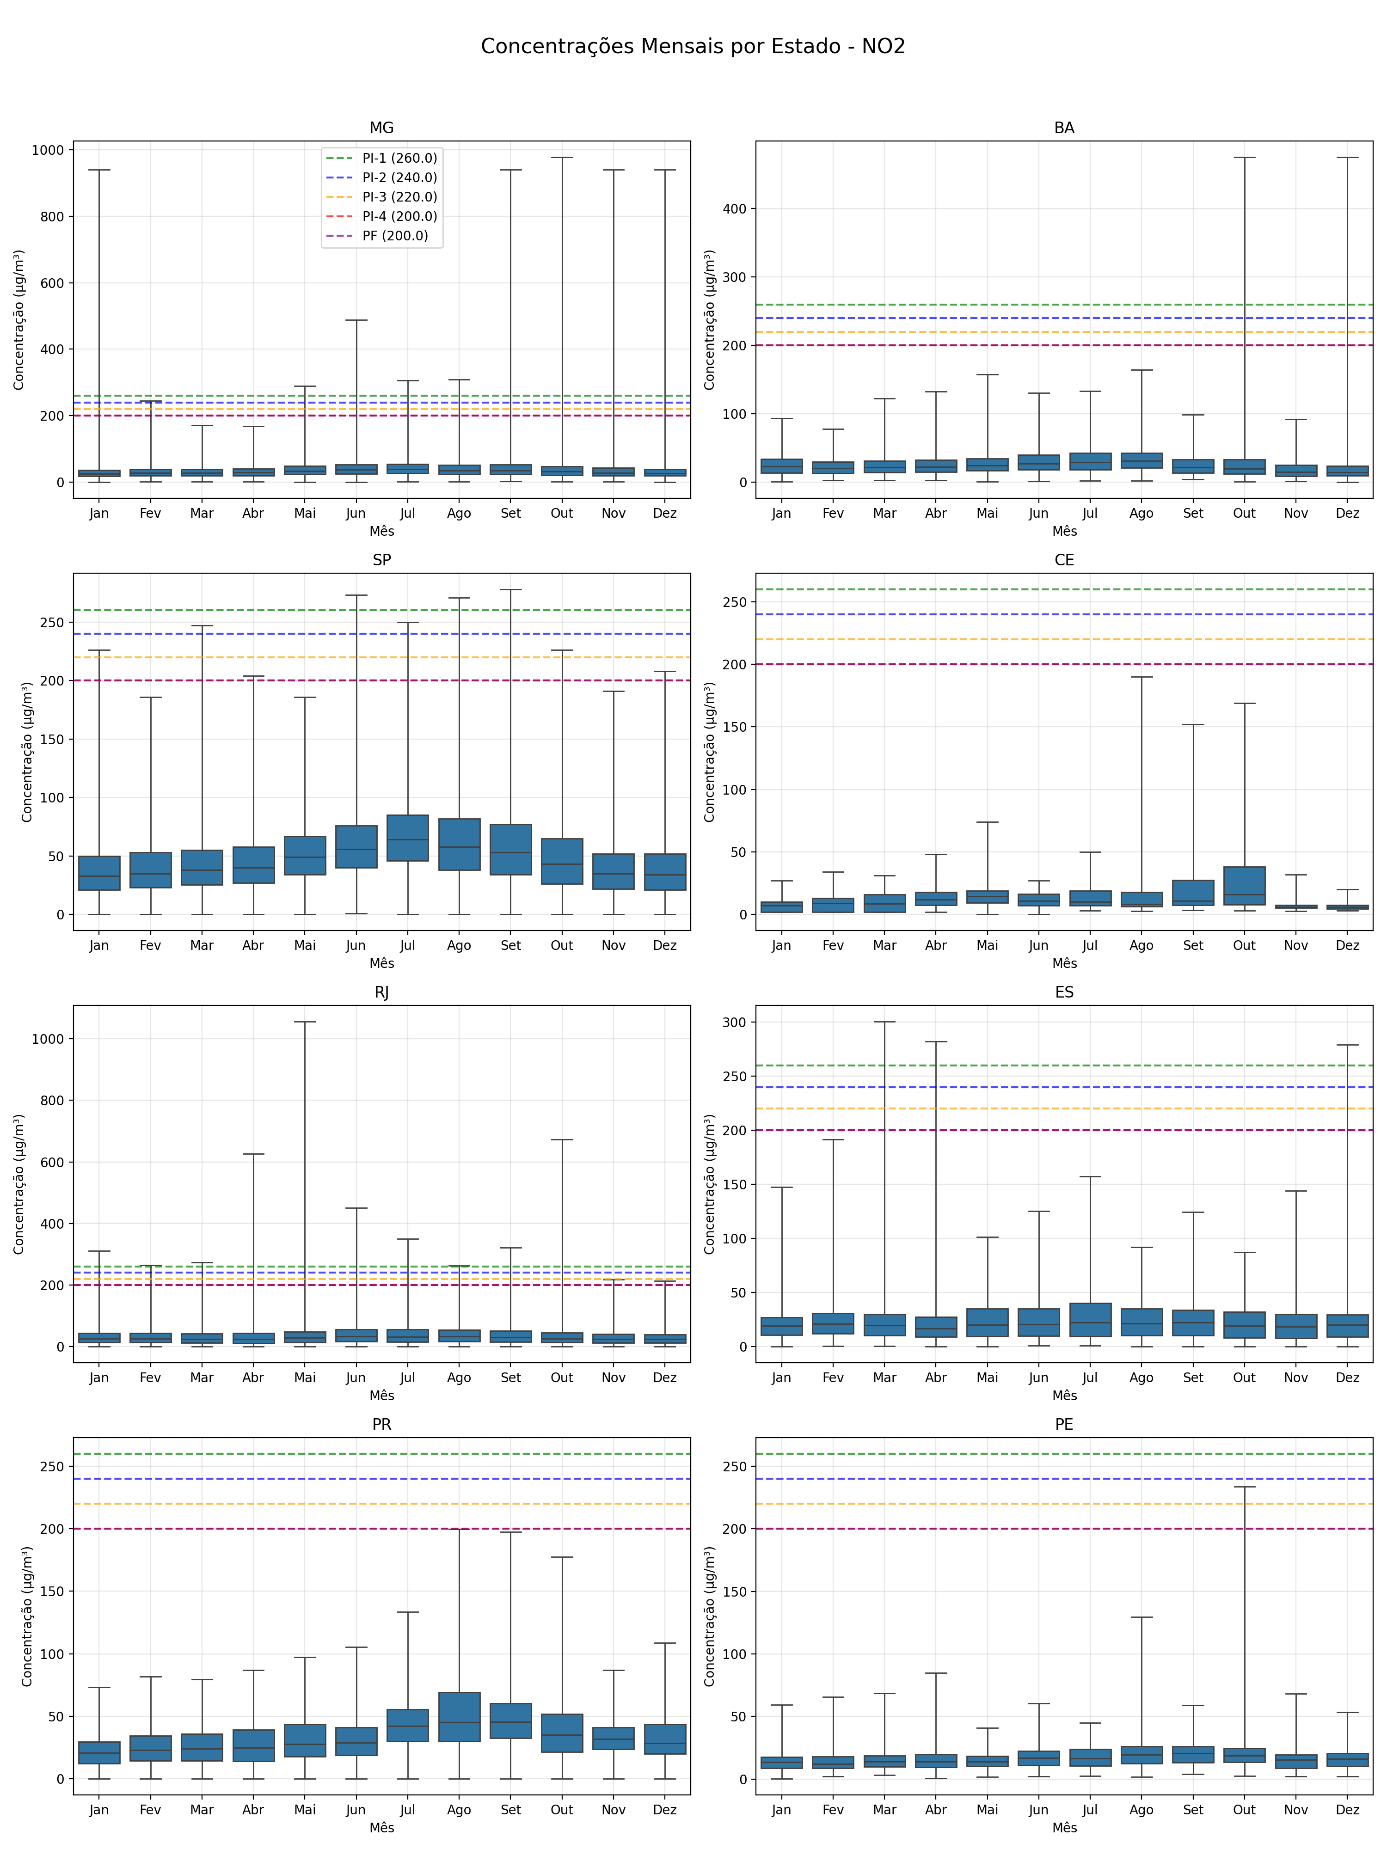 Concentrações Mensais por Estado - NO2
MG
1000
800
600
400
200
0
Concentração (µg/m³)
PI-1 (260.0)
PI-2 (240.0)
PI-3 (220.0)
PI-4 (200.0)
PF (200.0)
Jan Fev Mar Abr Mai Jun Jul Ago Set Out Nov Dez
Mês
BA
400
300
200
100
0
Concentração (µg/m³)
Jan Fev Mar Abr Mai Jun Jul Ago Set Out Nov Dez
Mês
SP
250
200
150
100
50
0
Concentração (µg/m³)
Jan Fev Mar Abr Mai Jun Jul Ago Set Out Nov Dez
Mês
CE
250
200
150
100
50
0
Concentração (µg/m³)
Jan Fev Mar Abr Mai Jun Jul Ago Set Out Nov Dez
Mês
RJ
1000
800
600
400
200
0
Concentração (µg/m³)
Jan Fev Mar Abr Mai Jun Jul Ago Set Out Nov Dez
Mês
ES
300
250
200
150
100
50
0
Concentração (µg/m³)
Jan Fev Mar Abr Mai Jun Jul Ago Set Out Nov Dez
Mês
PR
250
200
150
100
50
0
Concentração (µg/m³)
Jan Fev Mar Abr Mai Jun Jul Ago Set Out Nov Dez
Mês
PE
250
200
150
100
50
0
Concentração (µg/m³)
Jan Fev Mar Abr Mai Jun Jul Ago Set Out Nov Dez
Mês